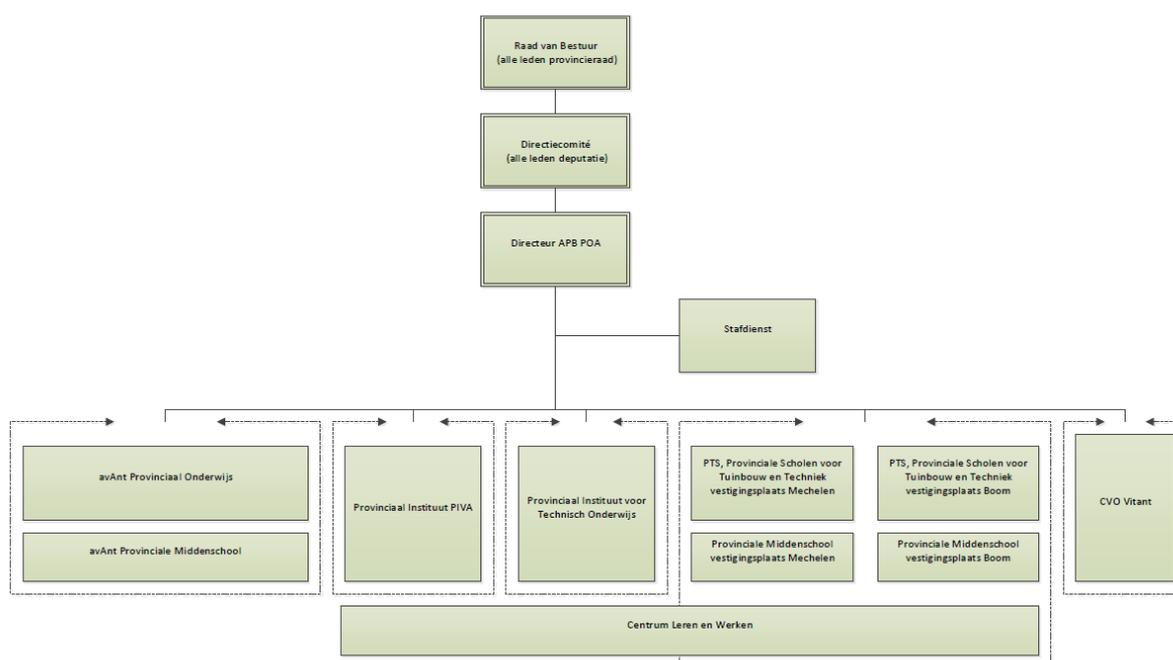 Raad van Bestuur
(alle leden provincieraad)
Directiecomité
(alle leden deputatie)
Directeur APB POA
Stafdienst
avAnt Provinciaal Onderwijs
avAnt Provinciale Middenschool
Provinciaal Instituut PIVA
Provinciaal Instituut voor
Technisch Onderwijs
PTS, Provinciale Scholen voor
Tuinbouw en Techniek
vestigingsplaats Mechelen
Provinciale Middenschool
vestigingsplaats Mechelen
PTS, Provinciale Scholen voor
Tuinbouw en Techniek
vestigingsplaats Boom
Provinciale Middenschool
vestigingsplaats Boom
CVO Vitant
Centrum Leren en Werken